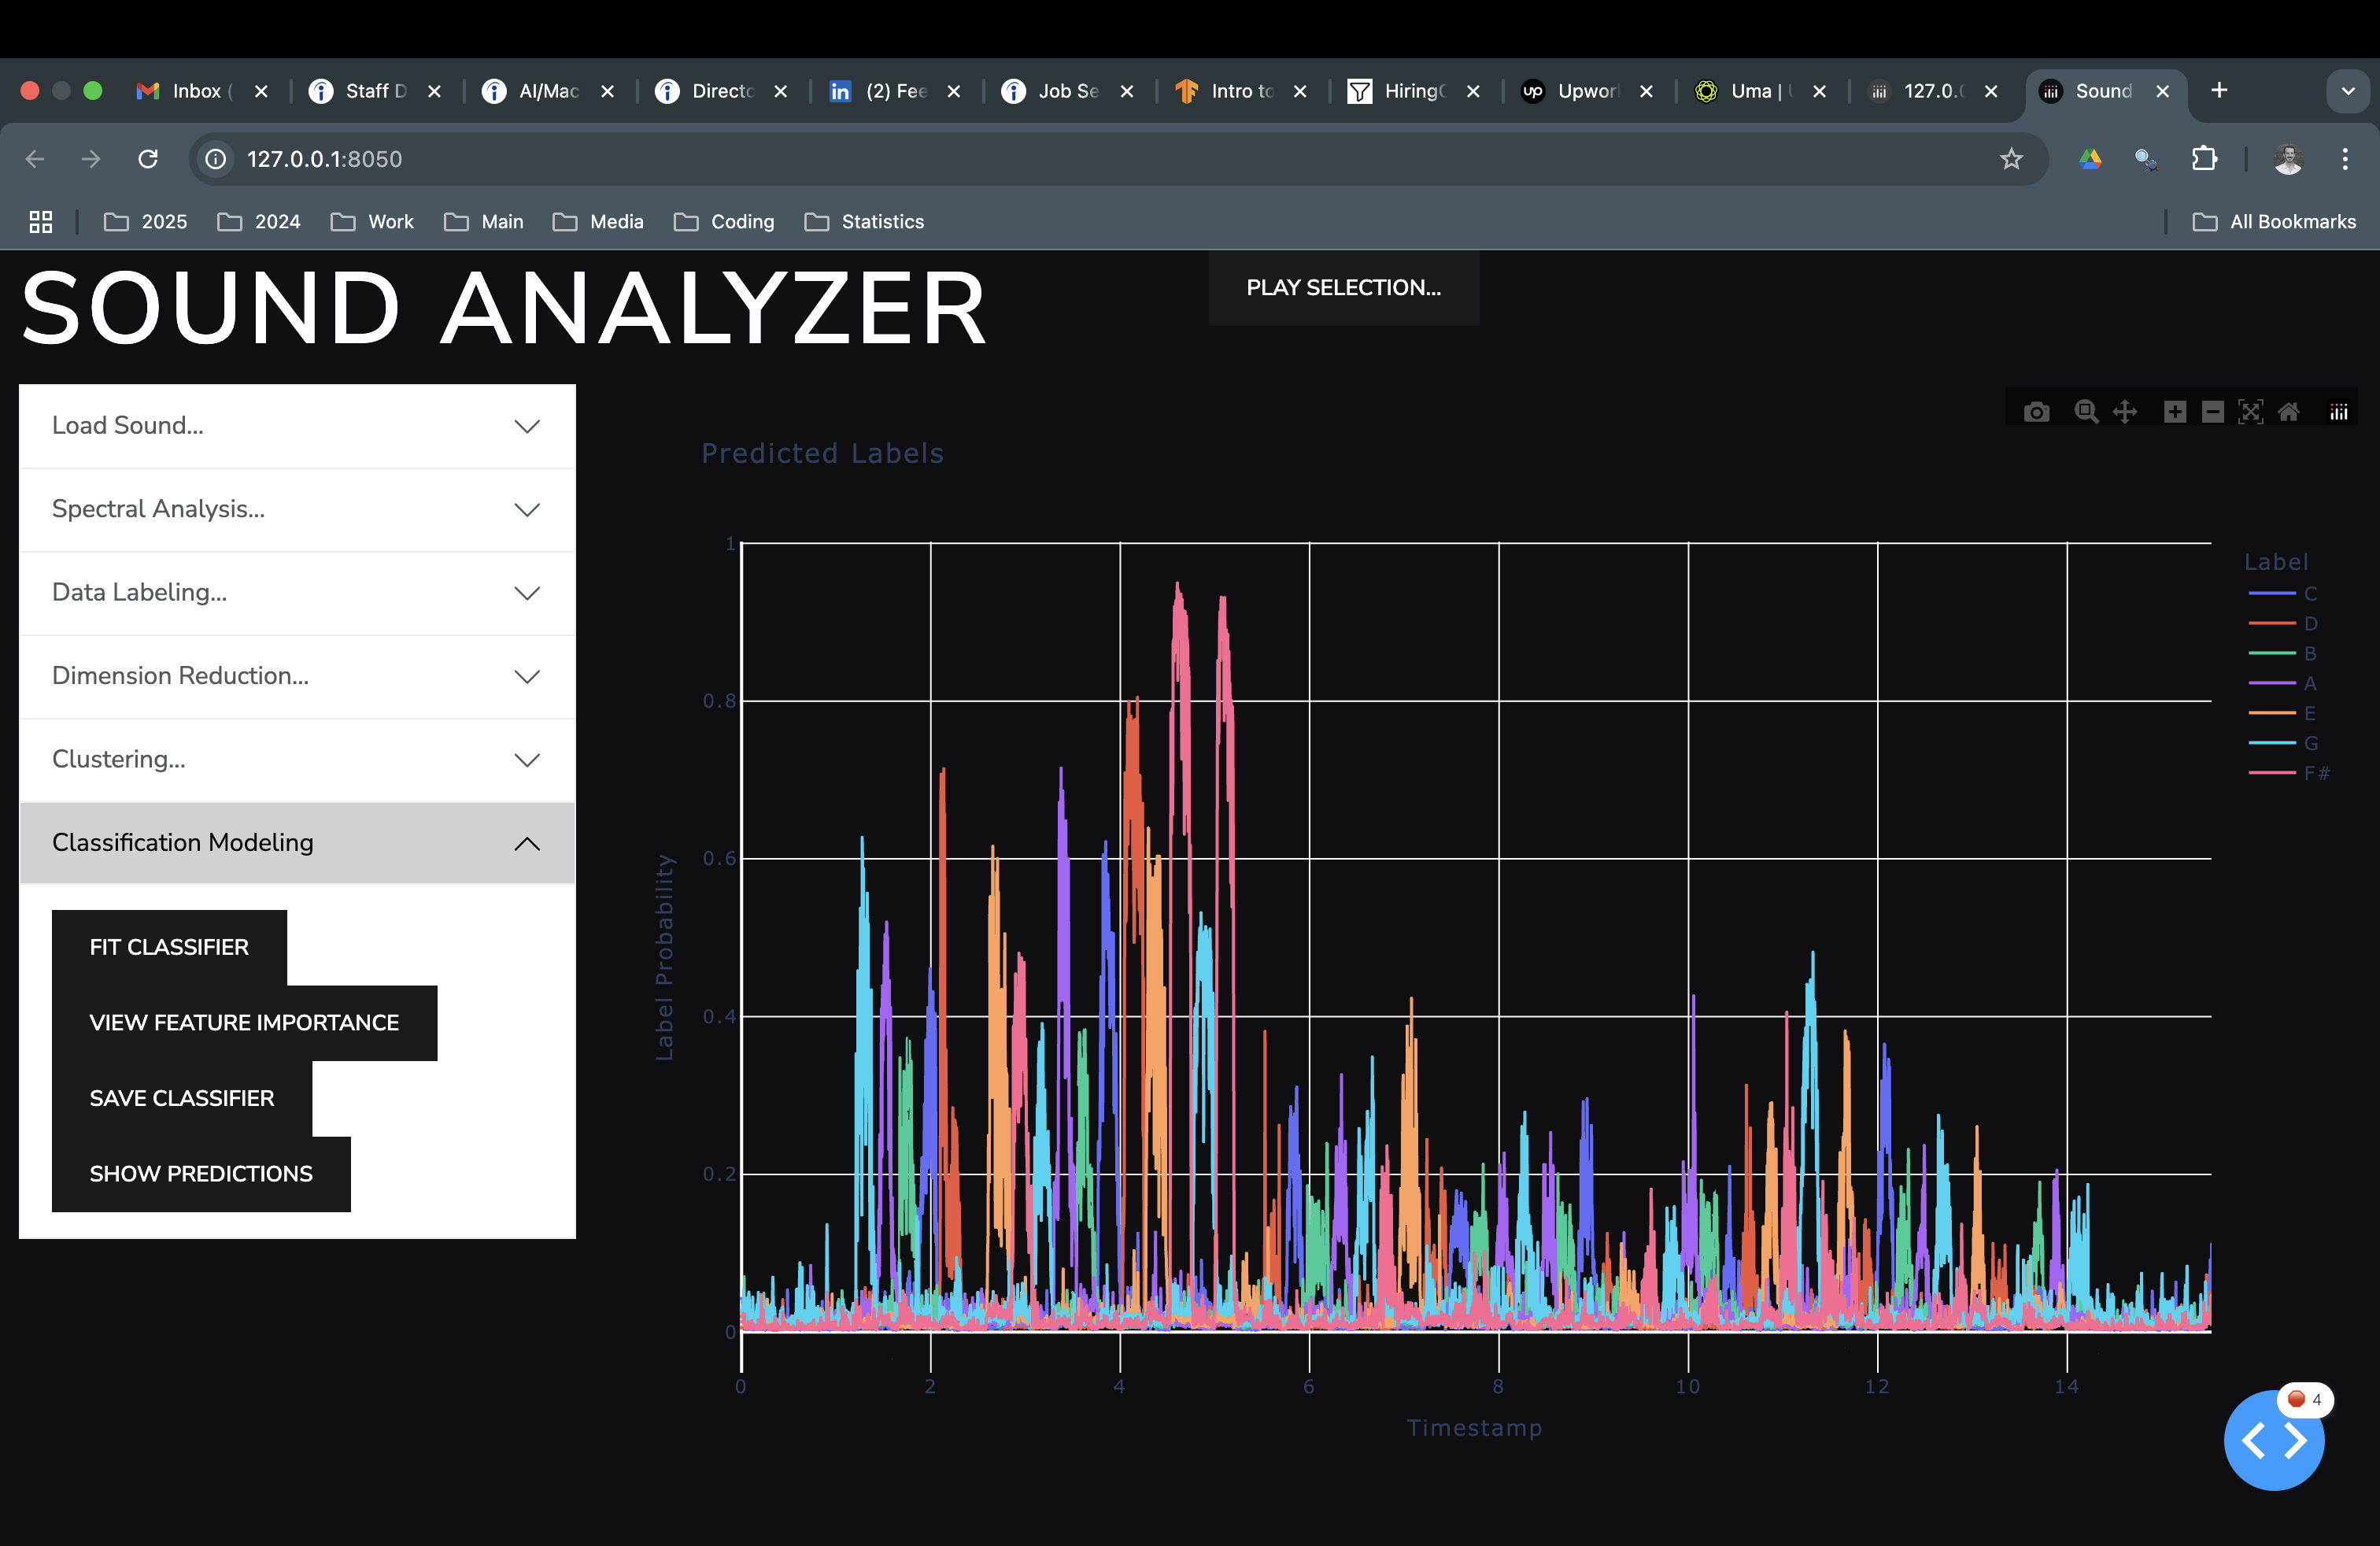 Inbox (
Staff D
AI/Mac
Directo
(2) Fee
Job Se
Intro to
Hiring
Upwor
Uma |
127.0.
Sound
127.0.0.1:8050
2025
2024
Work
Main
Media
Coding
Statistics
All Bookmarks
SOUND ANALYZER
PLAY SELECTION...
Load Sound...
Spectral Analysis...
Data Labeling...
Dimension Reduction...
Clustering...
Classification Modeling
FIT CLASSIFIER
VIEW FEATURE IMPORTANCE
SAVE CLASSIFIER
SHOW PREDICTIONS
Predicted Labels
1
0.8
0.6
0.4
0.2
0
Label Probability
0 2 4 6 8 10 12 14
Timestamp
Label
C
D
B
A
E
G
F#
4